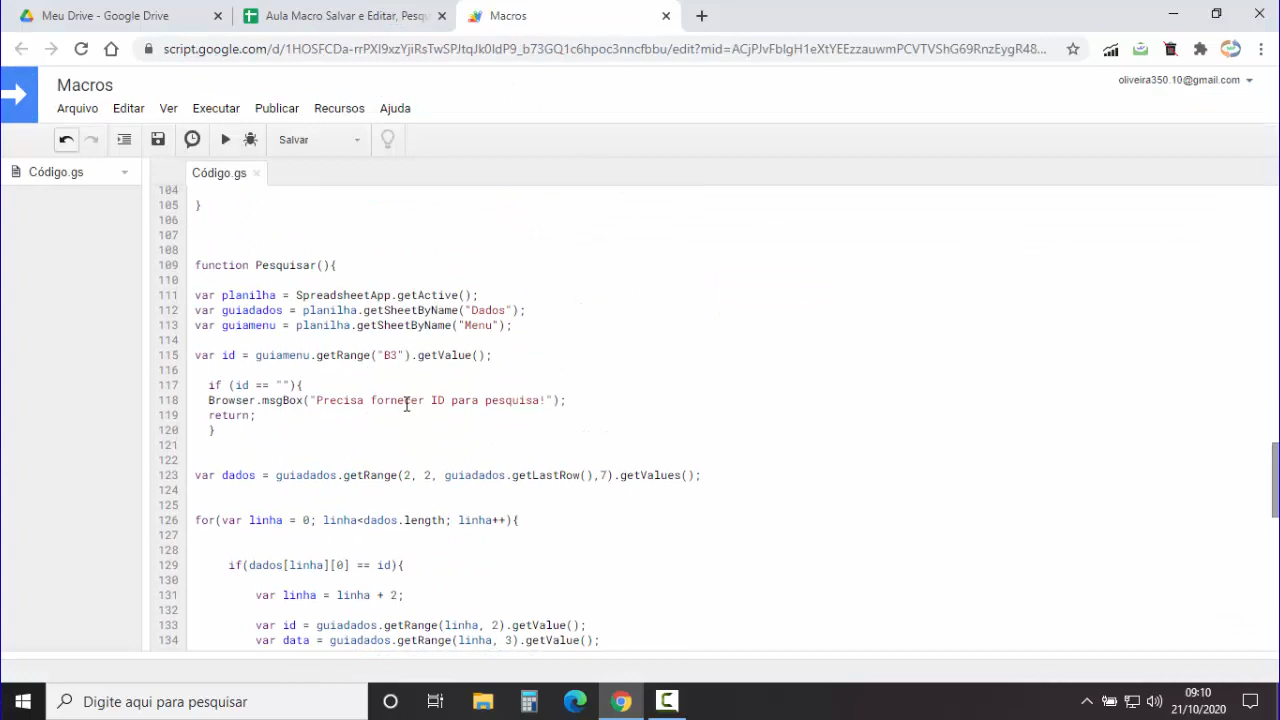 Meu Drive - Google Drive
Aula Macro Salvar e Editar, Pesqu
Macros
script.google.com/d/1HOSFCDa-rrPXI9xzYjiRsTwSPJtqJk0IdP9_b73GQ1c6hpoc3nncfbbu/edit?mid=ACjPJvFbIgH1eXtYEEzzauwmPCVTVShG69RnzEygR48...
Macros
oliveira350.10@gmail.com
Arquivo Editar Ver Executar Publicar Recursos Ajuda
Salvar
Código.gs
Código.gs
104
105 }
106
107
108
109 function Pesquisar(){
110
111 var planilha = SpreadsheetApp.getActive();
112 var guiadados = planilha.getSheetByName("Dados");
113 var guiamenu = planilha.getSheetByName("Menu");
114
115 var id = guiamenu.getRange("B3").getValue();
116
117 if (id == ""){
118 Browser.msgBox("Precisa fornecer ID para pesquisa!");
119 return;
120 }
121
122
123 var dados = guiadados.getRange(2, 2, guiadados.getLastRow(),7).getValues();
124
125
126 for(var linha = 0; linha<dados.length; linha++){
127
128
129 if(dados[linha][0] == id){
130
131 var linha = linha + 2;
132
133 var id = guiadados.getRange(linha, 2).getValue();
134 var data = guiadados.getRange(linha, 3).getValue();
Digite aqui para pesquisar
09:10
21/10/2020